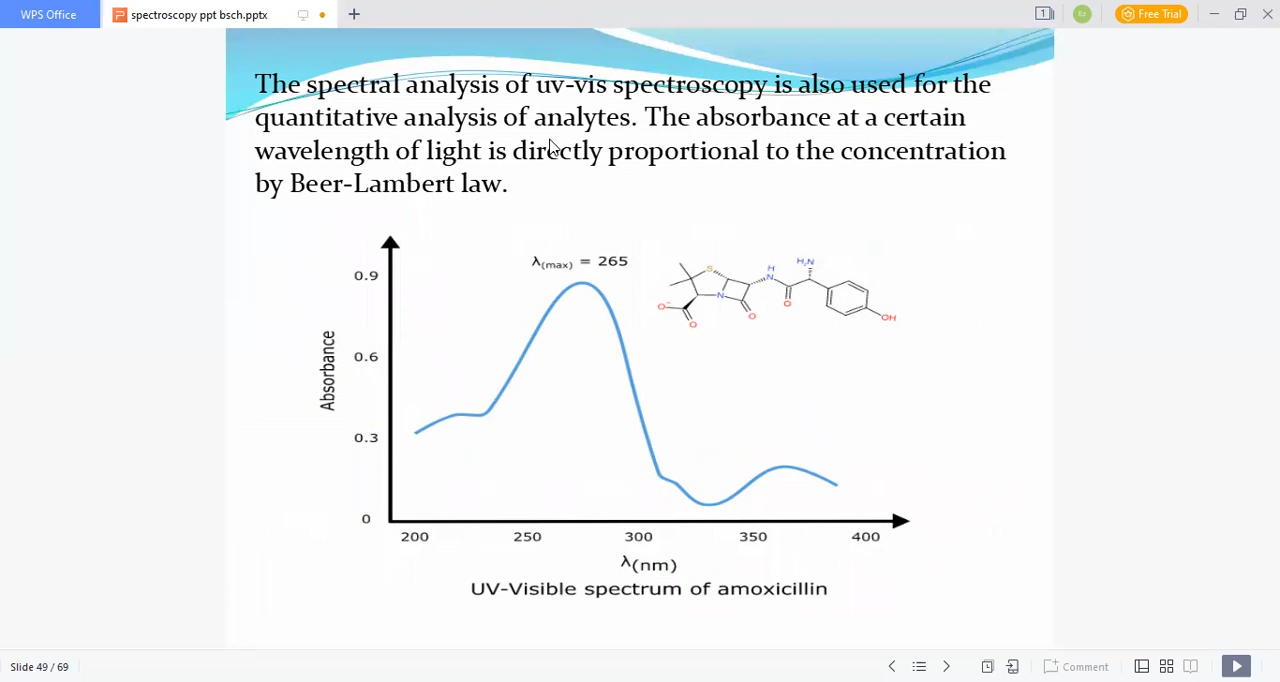 WPS Office
spectroscopy ppt bsch.pptx
1
Free Trial
The spectral analysis of uv-vis spectroscopy is also used for the
quantitative analysis of analytes. The absorbance at a certain
wavelength of light is directly proportional to the concentration
by Beer-Lambert law.
λ(max) = 265
0.9
0.6
0.3
0
Absorbance
S
N
O⁻
O
O
H
N
H₂N
O
OH
200
250
300
350
400
λ(nm)
UV-Visible spectrum of amoxicillin
Slide 49 / 69
Comment